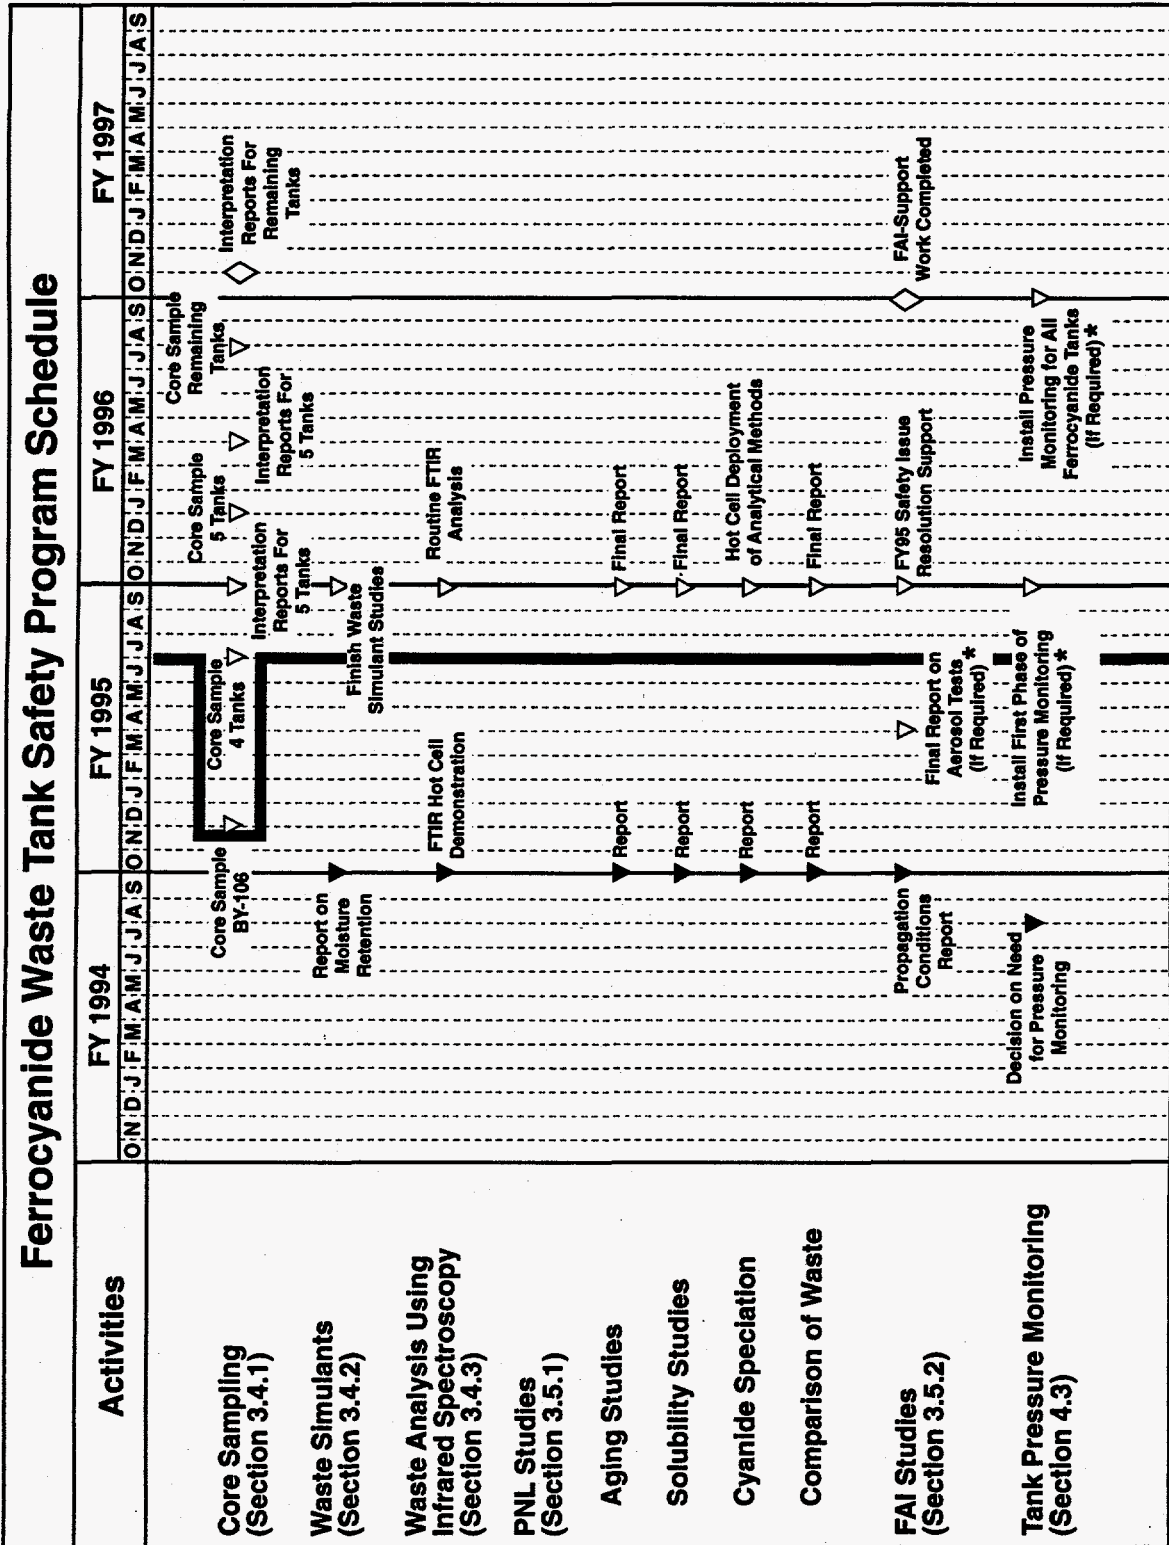 Ferrocyanide Waste Tank Safety Program Schedule
Activities
FY 1994
FY 1995
FY 1996
FY 1997
O N D J F M A M J J A S
O N D J F M A M J J A S
O N D J F M A M J J A S
O N D J F M A M J J A S
Core Sampling
(Section 3.4.1)
Core Sample
BY-106
Core Sample
4 Tanks
Interpretation
Reports For
5 Tanks
Core Sample
5 Tanks
Interpretation
Reports For
5 Tanks
Core Sample
Remaining
Tanks
Interpretation
Reports For
Remaining
Tanks
Waste Simulants
(Section 3.4.2)
Report on
Moisture
Retention
Finish Waste
Simulant Studies
Waste Analysis Using
Infrared Spectroscopy
(Section 3.4.3)
FTIR Hot Cell
Demonstration
Routine FTIR
Analysis
PNL Studies
(Section 3.5.1)
Aging Studies
Report
Final Report
Solubility Studies
Report
Final Report
Cyanide Speciation
Report
Hot Cell Deployment
of Analytical Methods
Comparison of Waste
Report
Final Report
FAI Studies
(Section 3.5.2)
Propagation
Conditions
Report
Final Report on
Aerosol Tests
(If Required) *
FY95 Safety Issue
Resolution Support
FAI-Support
Work Completed
Tank Pressure Monitoring
(Section 4.3)
Decision on Need
for Pressure
Monitoring
Install First Phase of
Pressure Monitoring
(If Required) *
Install Pressure
Monitoring for All
Ferrocyanide Tanks
(If Required) *